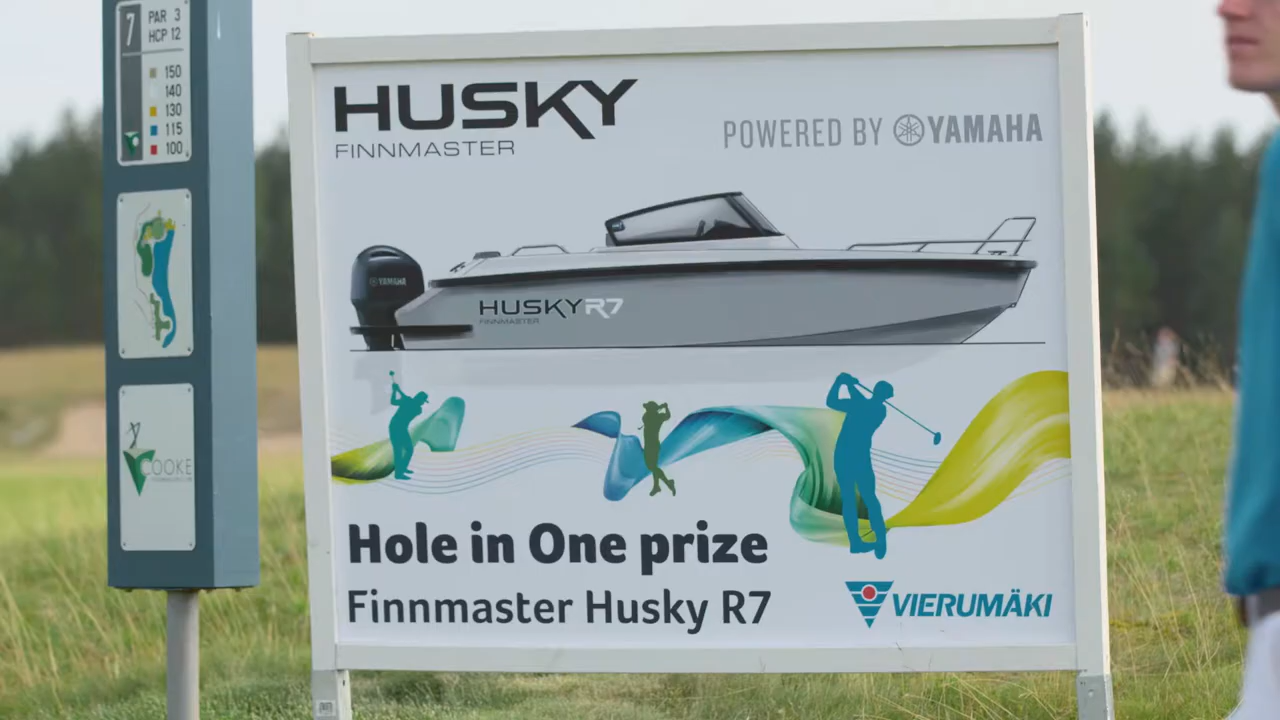 7
PAR 3
HCP 12
150
140
130
115
100
COOKE
HUSKY
FINNMASTER
POWERED BY YAMAHA
YAMAHA
HUSKY R7
FINNMASTER
Hole in One prize
Finnmaster Husky R7
VIERUMÄKI